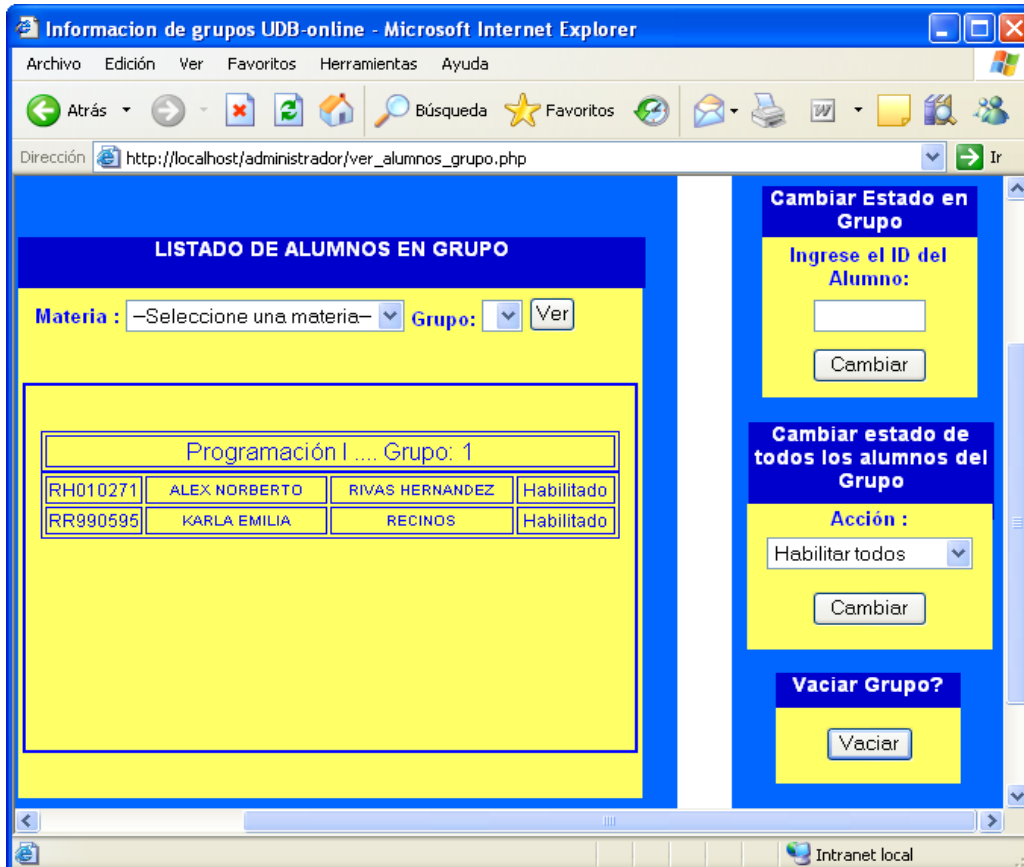 Informacion de grupos UDB-online - Microsoft Internet Explorer
Archivo Edición Ver Favoritos Herramientas Ayuda
Atrás Búsqueda Favoritos W
Dirección http://localhost/administrador/ver_alumnos_grupo.php Ir
LISTADO DE ALUMNOS EN GRUPO
Materia : –Seleccione una materia– Grupo: Ver
Programación I .... Grupo: 1
RH010271 ALEX NORBERTO RIVAS HERNANDEZ Habilitado
RR990595 KARLA EMILIA RECINOS Habilitado
Cambiar Estado en
Grupo
Ingrese el ID del
Alumno:
Cambiar
Cambiar estado de
todos los alumnos del
Grupo
Acción :
Habilitar todos
Cambiar
Vaciar Grupo?
Vaciar
Intranet local